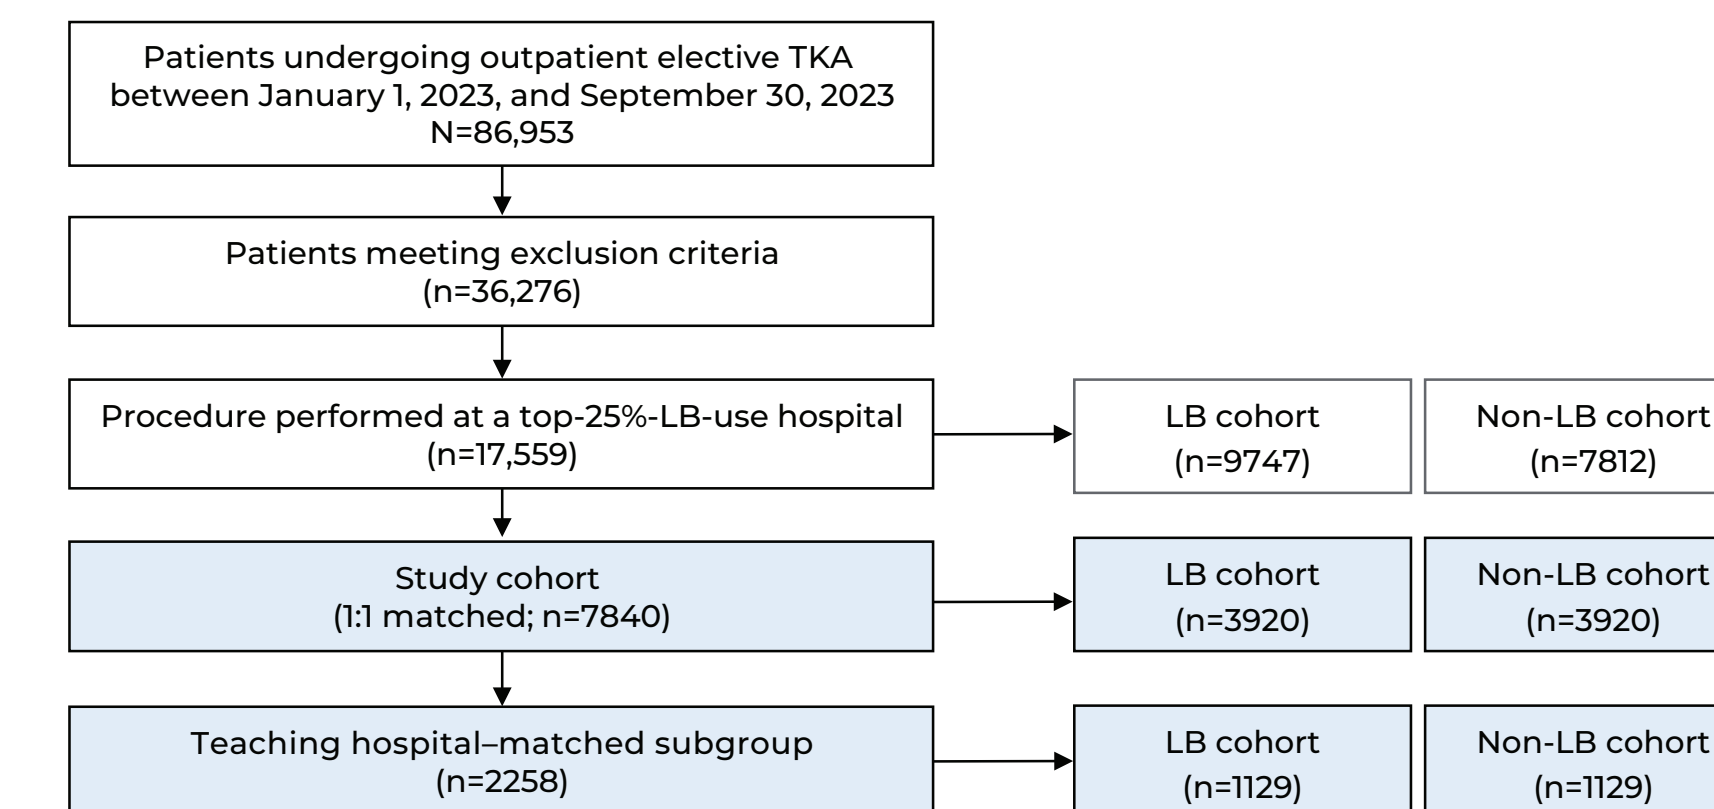 Patients undergoing outpatient elective TKA
between January 1, 2023, and September 30, 2023
N=86,953
Patients meeting exclusion criteria
(n=36,276)
Procedure performed at a top-25%-LB-use hospital
(n=17,559)
LB cohort
(n=9747)
Non-LB cohort
(n=7812)
Study cohort
(1:1 matched; n=7840)
LB cohort
(n=3920)
Non-LB cohort
(n=3920)
Teaching hospital–matched subgroup
(n=2258)
LB cohort
(n=1129)
Non-LB cohort
(n=1129)